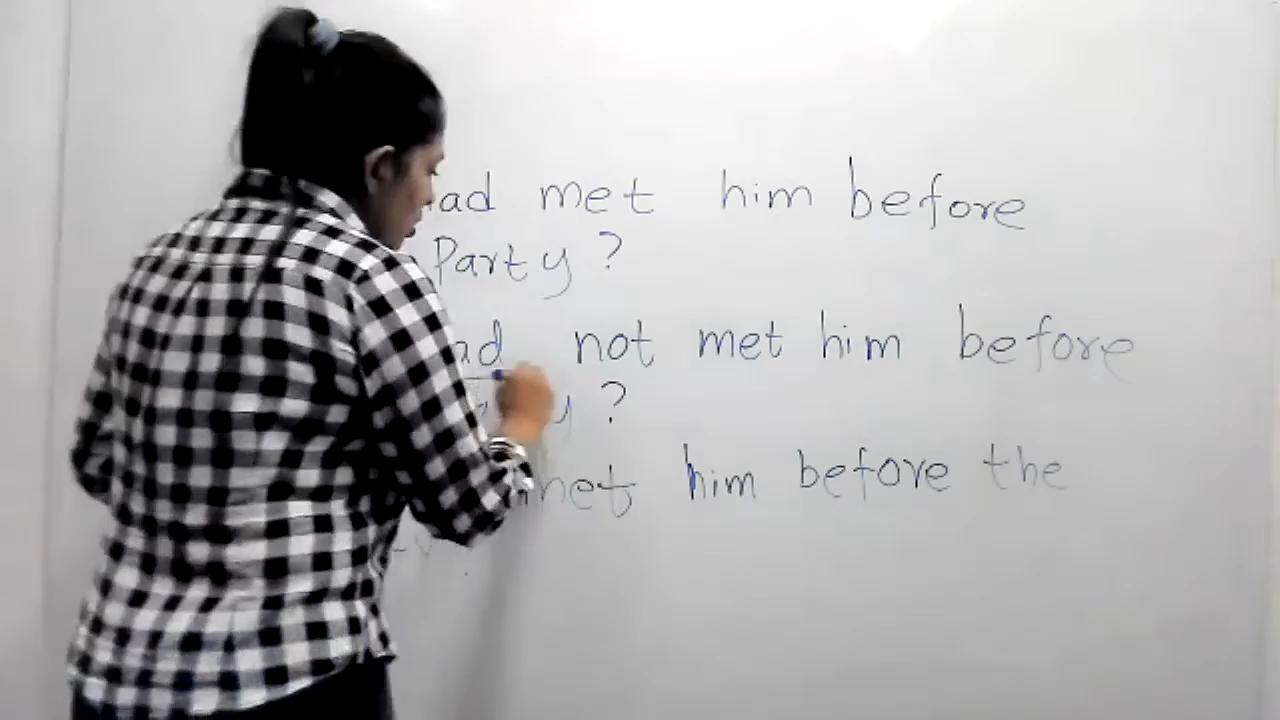 ad met him before
Party ?
ad not met him before
y ?
met him before the